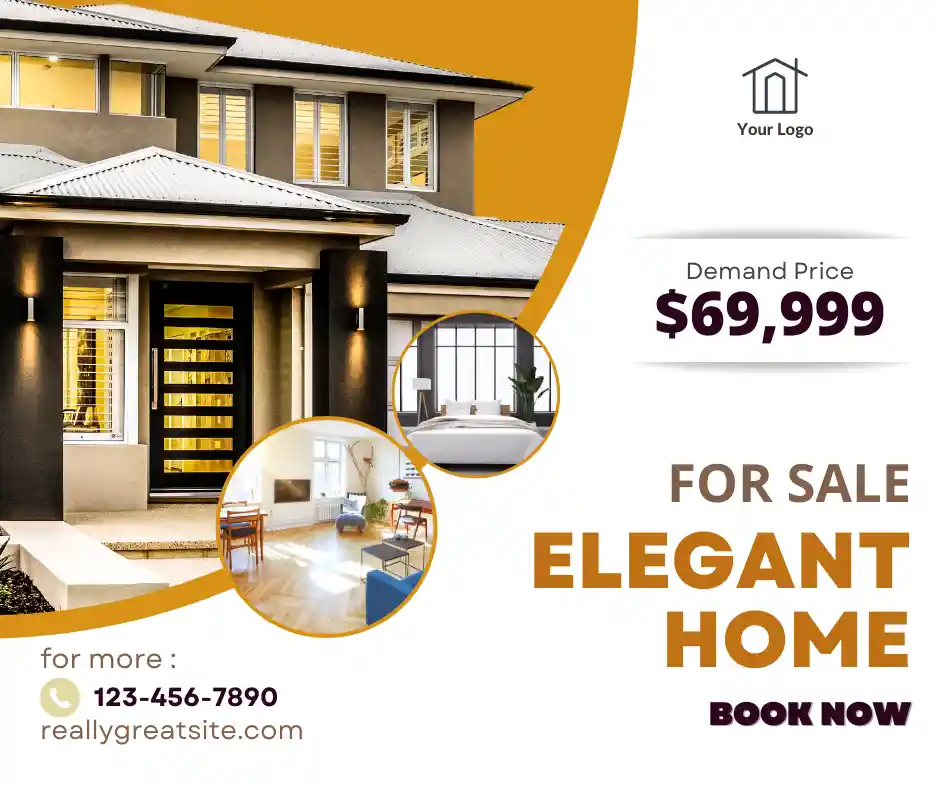 Your Logo
Demand Price
$69,999
FOR SALE
ELEGANT
HOME
BOOK NOW
for more :
123-456-7890
reallygreatsite.com